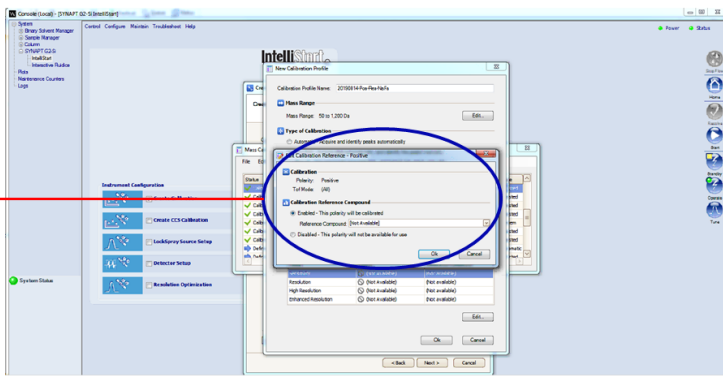 Console (Local) - [SYNAPT G2-Si IntelliStart]
System
Binary Solvent Manager
Sample Manager
Column
SYNAPT G2-S
IntelliStart
Interactive Fluidics
Plots
Maintenance Counters
Logs
Control Configure Maintain Troubleshoot Help
Power
Status
IntelliStart
Instrument Configuration
Create CCS Calibration
LockSpray Source Setup
Detector Setup
Resolution Optimization
System Status
Home
Start
Standby
Operate
Tune
New Calibration Profile
Calibration Profile Name:
Mass Range
Mass Range: 50 to 1,200 Da
Edit...
Type of Calibration
Automatic - Acquire and identify peaks automatically
File
Status
Calibration Reference - Positive
Calibration
Polarity: Positive
Tof Mode: (All)
Calibration Reference Compound
Enabled - This polarity will be calibrated
Reference Compound [Not Available]
Disabled - This polarity will not be available for use
Ok Cancel
Resolution (Not Available) (Not Available)
High Resolution (Not Available) (Not Available)
Enhanced Resolution (Not Available) (Not Available)
Edit...
Ok Cancel
< Back Next > Cancel